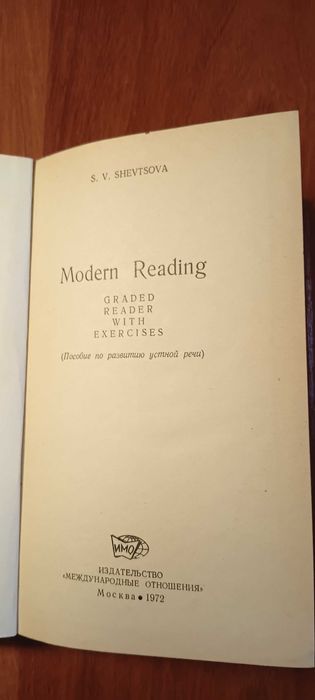 S. V. SHEVTSOVA
Modern Reading
GRADED
READER
WITH
EXERCISES
(Пособие по развитию устной речи)
ИМО
ИЗДАТЕЛЬСТВО
«МЕЖДУНАРОДНЫЕ ОТНОШЕНИЯ»
Москва • 1972